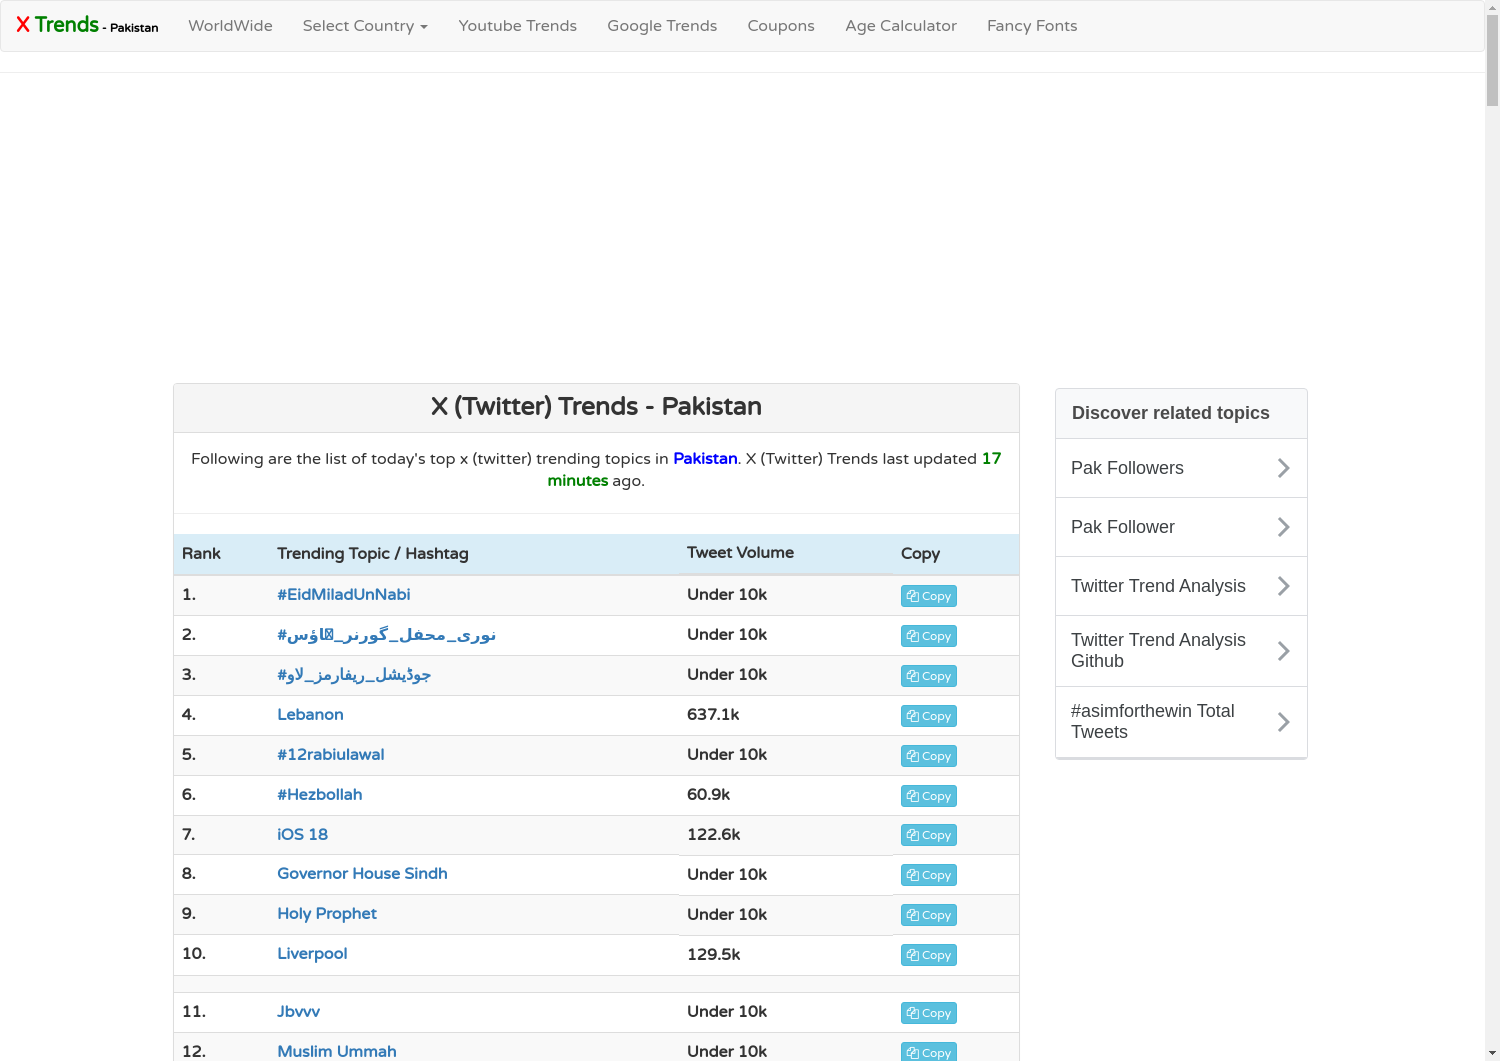 X Trends - Pakistan WorldWide Select Country Youtube Trends Google Trends Coupons Age Calculator Fancy Fonts
X (Twitter) Trends - Pakistan
Following are the list of today's top x (twitter) trending topics in Pakistan. X (Twitter) Trends last updated 17
minutes ago.
Rank Trending Topic / Hashtag Tweet Volume Copy
1. #EidMiladUnNabi Under 10k Copy
2. #نوری_محفل_گورنر_ہاؤس Under 10k Copy
3. #جوڈیشل_ریفارمز_لاو Under 10k Copy
4. Lebanon 637.1k Copy
5. #12rabiulawal Under 10k Copy
6. #Hezbollah 60.9k Copy
7. iOS 18 122.6k Copy
8. Governor House Sindh Under 10k Copy
9. Holy Prophet Under 10k Copy
10. Liverpool 129.5k Copy
11. Jbvvv Under 10k Copy
12. Muslim Ummah Under 10k Copy
Discover related topics
Pak Followers
Pak Follower
Twitter Trend Analysis
Twitter Trend Analysis
Github
#asimforthewin Total
Tweets